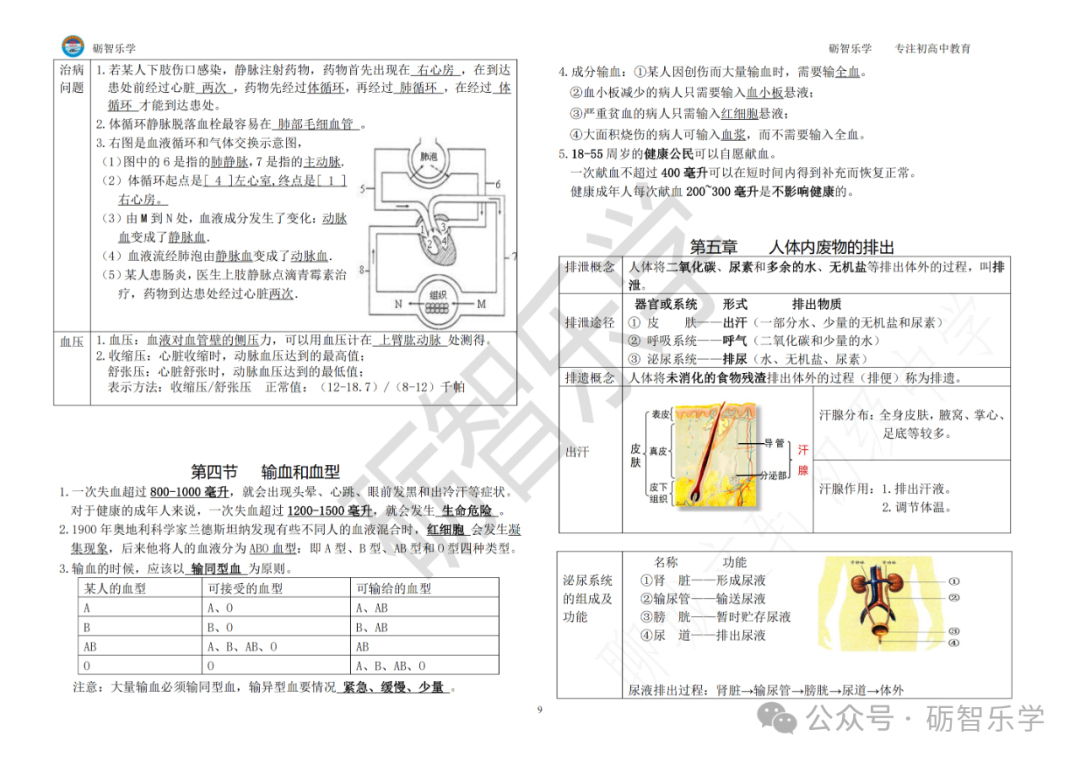 砺智乐学
治病问题
1.若某人下肢伤口感染，静脉注射药物，药物首先出现在 右心房 ，在到达
患处前经过心脏 两次 ，药物先经过体循环，再经过 肺循环 ，在经过 体
循环 才能到达患处。
2.体循环静脉脱落血栓最容易在 肺部毛细血管 。
3.右图是血液循环和气体交换示意图，
（1）图中的 6 是指的肺静脉，7 是指的主动脉.
（2）体循环起点是[ 4 ]左心室,终点是[ 1 ]
右心房。
（3）由 M 到 N 处，血液成分发生了变化：动脉
血变成了静脉血.
（4）血液流经肺泡由静脉血变成了动脉血.
（5）某人患肠炎，医生上肢静脉点滴青霉素治
疗，药物到达患处经过心脏两次.
肺泡
5
6
1
3
2
4
7
8
组织
N
M
血压
1.血压：血液对血管壁的侧压力，可以用血压计在 上臂肱动脉 处测得。
2.收缩压：心脏收缩时，动脉血压达到的最高值；
舒张压：心脏舒张时，动脉血压达到的最低值；
表示方法：收缩压/舒张压 正常值：（12-18.7）/（8-12）千帕
第四节 输血和血型
1.一次失血超过 800-1000 毫升，就会出现头晕、心跳、眼前发黑和出冷汗等症状。
对于健康的成年人来说，一次失血超过 1200-1500 毫升，就会发生 生命危险 。
2.1900 年奥地利科学家兰德斯坦纳发现有些不同人的血液混合时，红细胞 会发生凝
集现象，后来他将人的血液分为 ABO 血型：即 A 型、B 型、AB 型和 O 型四种类型。
3.输血的时候，应该以 输同型血 为原则。
某人的血型 可接受的血型 可输给的血型
A A、O A、AB
B B、O B、AB
AB A、B、AB、O AB
O O A、B、AB、O
注意：大量输血必须输同型血，输异型血要情况 紧急、缓慢、少量 。
砺智乐学 专注初高中教育
4.成分输血：①某人因创伤而大量输血时，需要输全血。
②血小板减少的病人只需要输入血小板悬液；
③严重贫血的病人只需输入红细胞悬液；
④大面积烧伤的病人可输入血浆，而不需要输入全血。
5.18-55 周岁的健康公民可以自愿献血。
一次献血不超过 400 毫升可以在短时间内得到补充而恢复正常。
健康成年人每次献血 200~300 毫升是不影响健康的。
第五章 人体内废物的排出
排泄概念
人体将二氧化碳、尿素和多余的水、无机盐等排出体外的过程，叫排
泄。
排泄途径
器官或系统 形式 排出物质
① 皮 肤——出汗（一部分水、少量的无机盐和尿素）
② 呼吸系统——呼气（二氧化碳和少量的水）
③ 泌尿系统——排尿（水、无机盐、尿素）
排遗概念 人体将未消化的食物残渣排出体外的过程（排便）称为排遗。
出汗
皮肤
表皮
真皮
皮下组织
导管
分泌部
汗腺
汗腺分布：全身皮肤，腋窝、掌心、
足底等较多。
汗腺作用：1.排出汗液。
2.调节体温。
泌尿系统
的组成及
功能
名称 功能
①肾 脏——形成尿液
②输尿管——输送尿液
③膀 胱——暂时贮存尿液
④尿 道——排出尿液
①
②
③
④
尿液排出过程：肾脏→输尿管→膀胱→尿道→体外
9
砺智乐学
公众号·砺智乐学